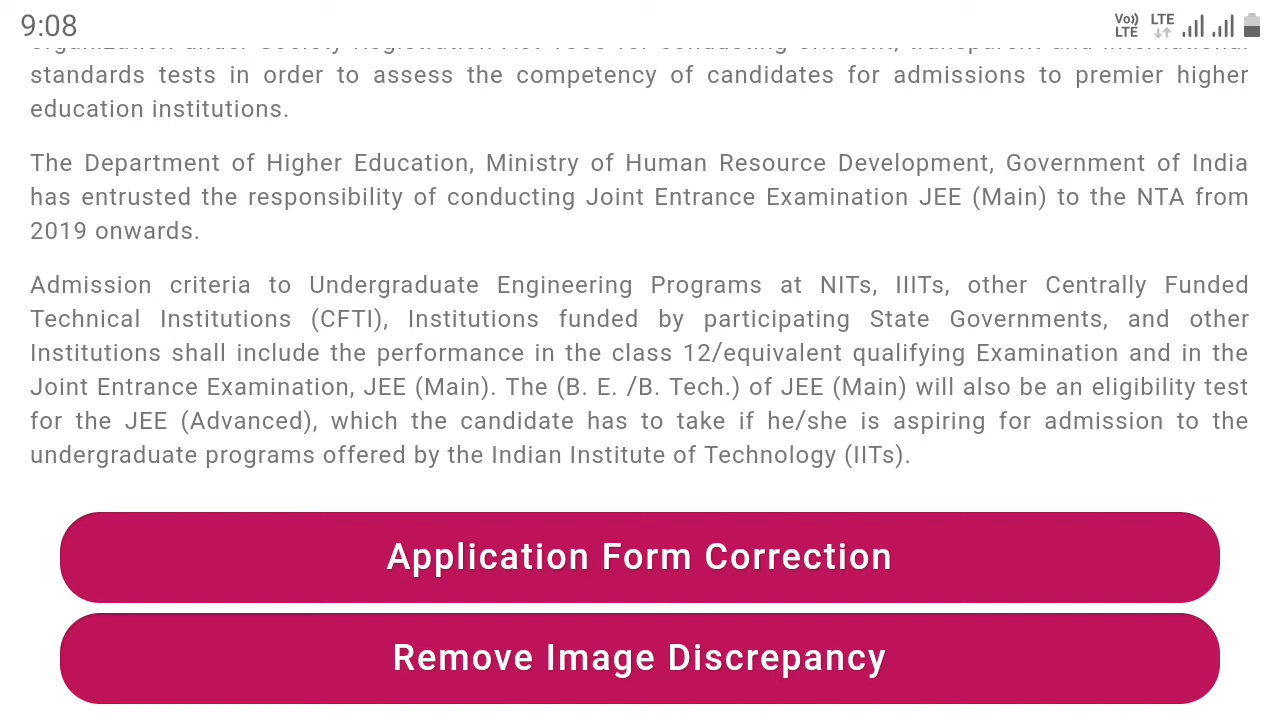 9:08
Vo)) LTE
LTE
standards tests in order to assess the competency of candidates for admissions to premier higher
education institutions.
The Department of Higher Education, Ministry of Human Resource Development, Government of India
has entrusted the responsibility of conducting Joint Entrance Examination JEE (Main) to the NTA from
2019 onwards.
Admission criteria to Undergraduate Engineering Programs at NITs, IIITs, other Centrally Funded
Technical Institutions (CFTI), Institutions funded by participating State Governments, and other
Institutions shall include the performance in the class 12/equivalent qualifying Examination and in the
Joint Entrance Examination, JEE (Main). The (B. E. /B. Tech.) of JEE (Main) will also be an eligibility test
for the JEE (Advanced), which the candidate has to take if he/she is aspiring for admission to the
undergraduate programs offered by the Indian Institute of Technology (IITs).
Application Form Correction
Remove Image Discrepancy